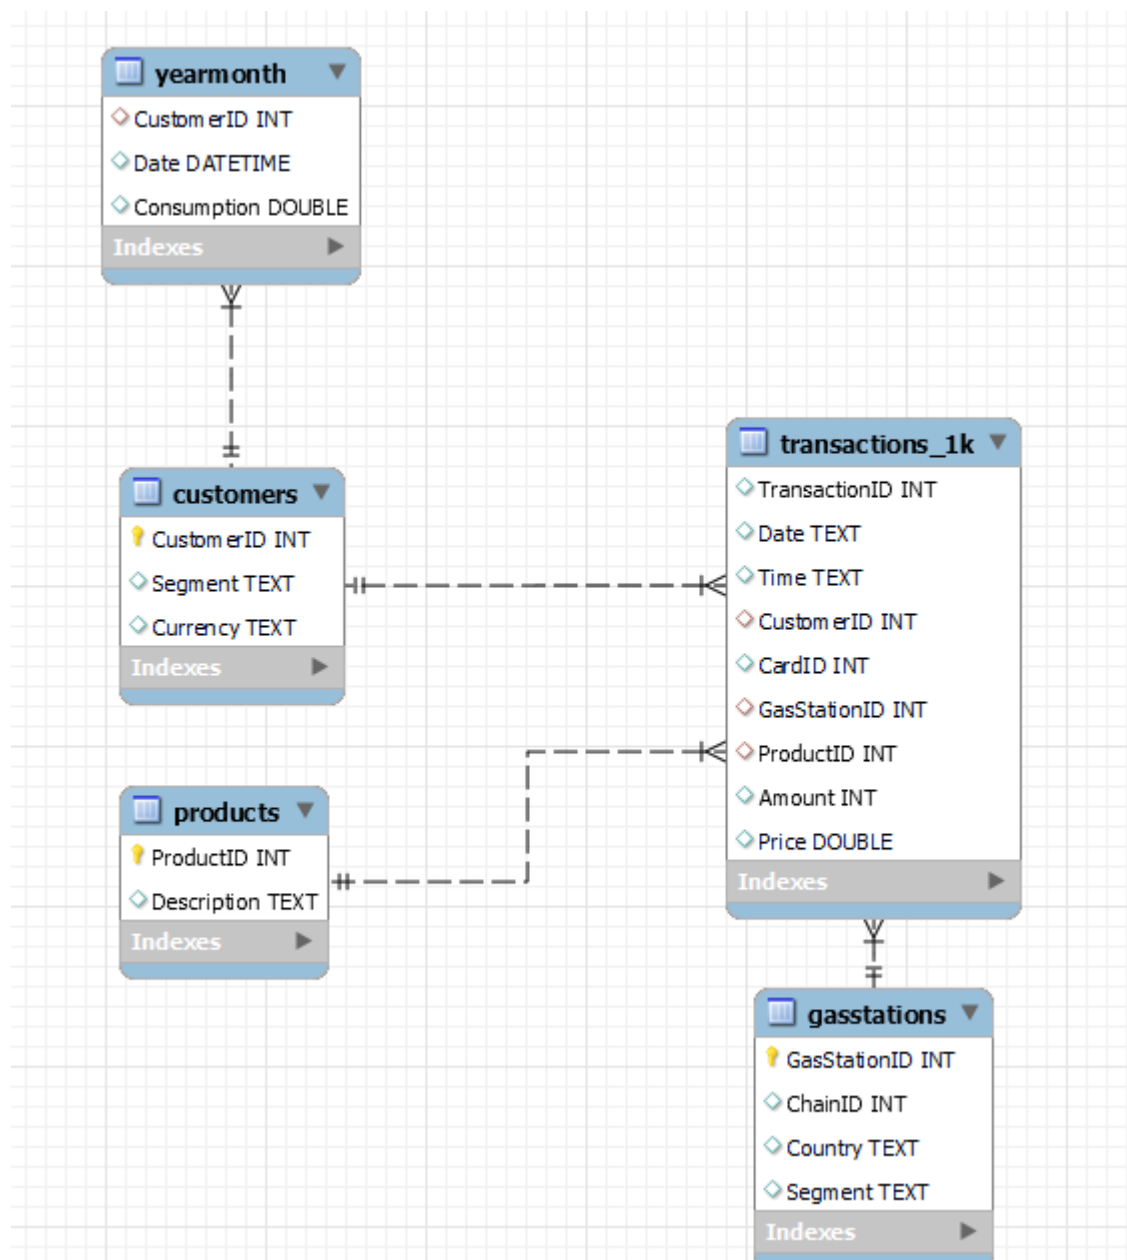 yearmonth
CustomerID INT
Date DATETIME
Consumption DOUBLE
Indexes
customers
CustomerID INT
Segment TEXT
Currency TEXT
Indexes
products
ProductID INT
Description TEXT
Indexes
transactions_1k
TransactionID INT
Date TEXT
Time TEXT
CustomerID INT
CardID INT
GasStationID INT
ProductID INT
Amount INT
Price DOUBLE
Indexes
gasstations
GasStationID INT
ChainID INT
Country TEXT
Segment TEXT
Indexes